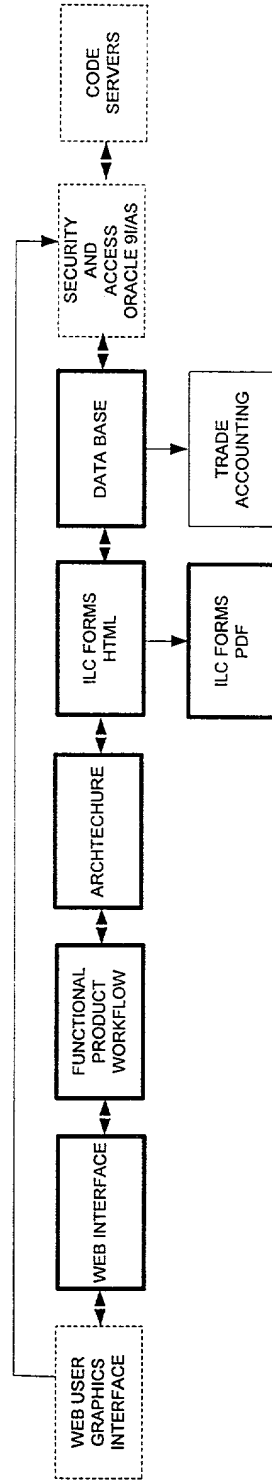 WEB USER
GRAPHICS
INTERFACE
WEB INTERFACE
FUNCTIONAL
PRODUCT
WORKFLOW
ARCHTECHURE
ILC FORMS
HTML
DATA BASE
SECURITY
AND
ACCESS
ORACLE 9I/AS
CODE
SERVERS
ILC FORMS
PDF
TRADE
ACCOUNTING